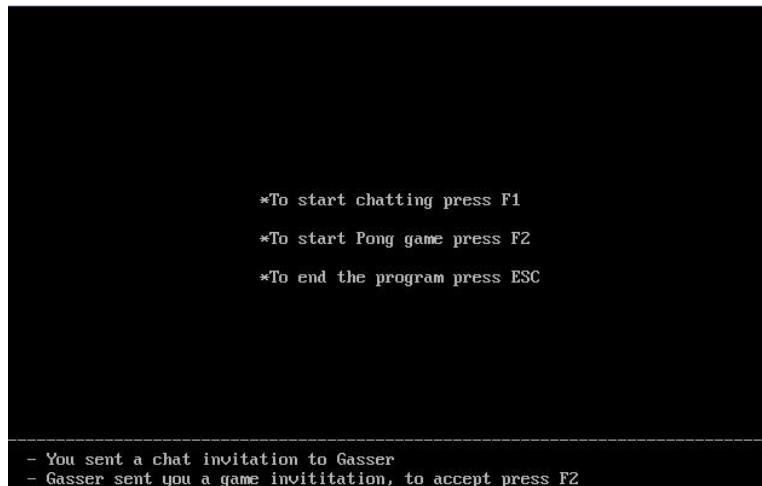 *To start chatting press F1
*To start Pong game press F2
*To end the program press ESC
- You sent a chat invitation to Gasser
- Gasser sent you a game invititation, to accept press F2